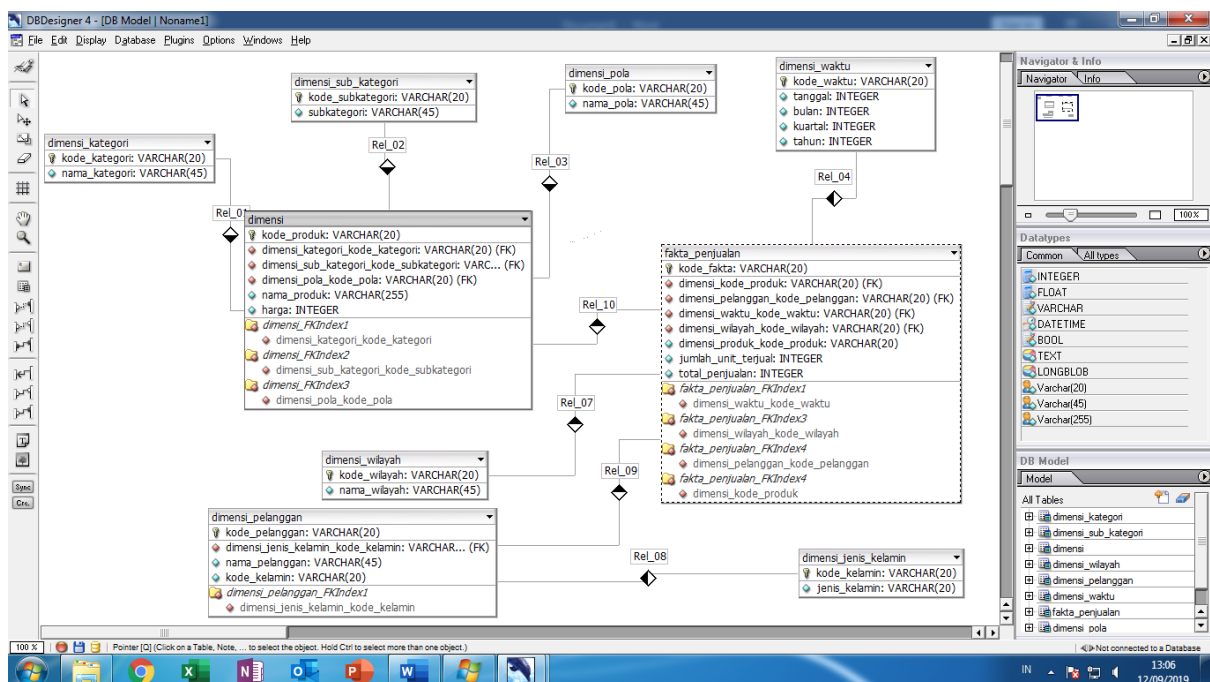 DBDesigner 4 - [DB Model | Noname1]
File Edit Display Database Plugins Options Windows Help
dimensi_sub_kategori
kode_subkategori: VARCHAR(20)
subkategori: VARCHAR(45)
dimensi_pola
kode_pola: VARCHAR(20)
nama_pola: VARCHAR(45)
dimensi_waktu
kode_waktu: VARCHAR(20)
tanggal: INTEGER
bulan: INTEGER
kuartal: INTEGER
tahun: INTEGER
dimensi_kategori
kode_kategori: VARCHAR(20)
nama_kategori: VARCHAR(45)
Rel_02
Rel_03
Rel_04
Rel_01
dimensi
kode_produk: VARCHAR(20)
dimensi_kategori_kode_kategori: VARCHAR(20) (FK)
dimensi_sub_kategori_kode_subkategori: VARC... (FK)
dimensi_pola_kode_pola: VARCHAR(20) (FK)
nama_produk: VARCHAR(255)
harga: INTEGER
dimensi_FKIndex1
dimensi_kategori_kode_kategori
dimensi_FKIndex2
dimensi_sub_kategori_kode_subkategori
dimensi_FKIndex3
dimensi_pola_kode_pola
Rel_10
fakta_penjualan
kode_fakta: VARCHAR(20)
dimensi_kode_produk: VARCHAR(20) (FK)
dimensi_pelanggan_kode_pelanggan: VARCHAR(20) (FK)
dimensi_waktu_kode_waktu: VARCHAR(20) (FK)
dimensi_wilayah_kode_wilayah: VARCHAR(20) (FK)
dimensi_produk_kode_produk: VARCHAR(20)
jumlah_unit_terjual: INTEGER
total_penjualan: INTEGER
fakta_penjualan_FKIndex1
dimensi_waktu_kode_waktu
fakta_penjualan_FKIndex3
dimensi_wilayah_kode_wilayah
fakta_penjualan_FKIndex4
dimensi_pelanggan_kode_pelanggan
fakta_penjualan_FKIndex4
dimensi_kode_produk
Rel_07
Rel_09
dimensi_wilayah
kode_wilayah: VARCHAR(20)
nama_wilayah: VARCHAR(45)
dimensi_pelanggan
kode_pelanggan: VARCHAR(20)
dimensi_jenis_kelamin_kode_kelamin: VARCHAR... (FK)
nama_pelanggan: VARCHAR(45)
kode_kelamin: VARCHAR(20)
dimensi_pelanggan_FKIndex1
dimensi_jenis_kelamin_kode_kelamin
Rel_08
dimensi_jenis_kelamin
kode_kelamin: VARCHAR(20)
jenis_kelamin: VARCHAR(20)
Navigator & Info
Navigator Info
100%
Datatypes
Common All types
INTEGER
FLOAT
VARCHAR
DATETIME
BOOL
TEXT
LONGBLOB
Varchar(20)
Varchar(45)
Varchar(255)
DB Model
Model
All Tables
dimensi_kategori
dimensi_sub_kategori
dimensi
dimensi_wilayah
dimensi_pelanggan
dimensi_waktu
fakta_penjualan
dimensi_pola
Sync
100 % Pointer [Q] (Click on a Table, Note, ... to select the object. Hold Ctrl to select more than one object.)
Not connected to a Database
IN
13:06
12/09/2019